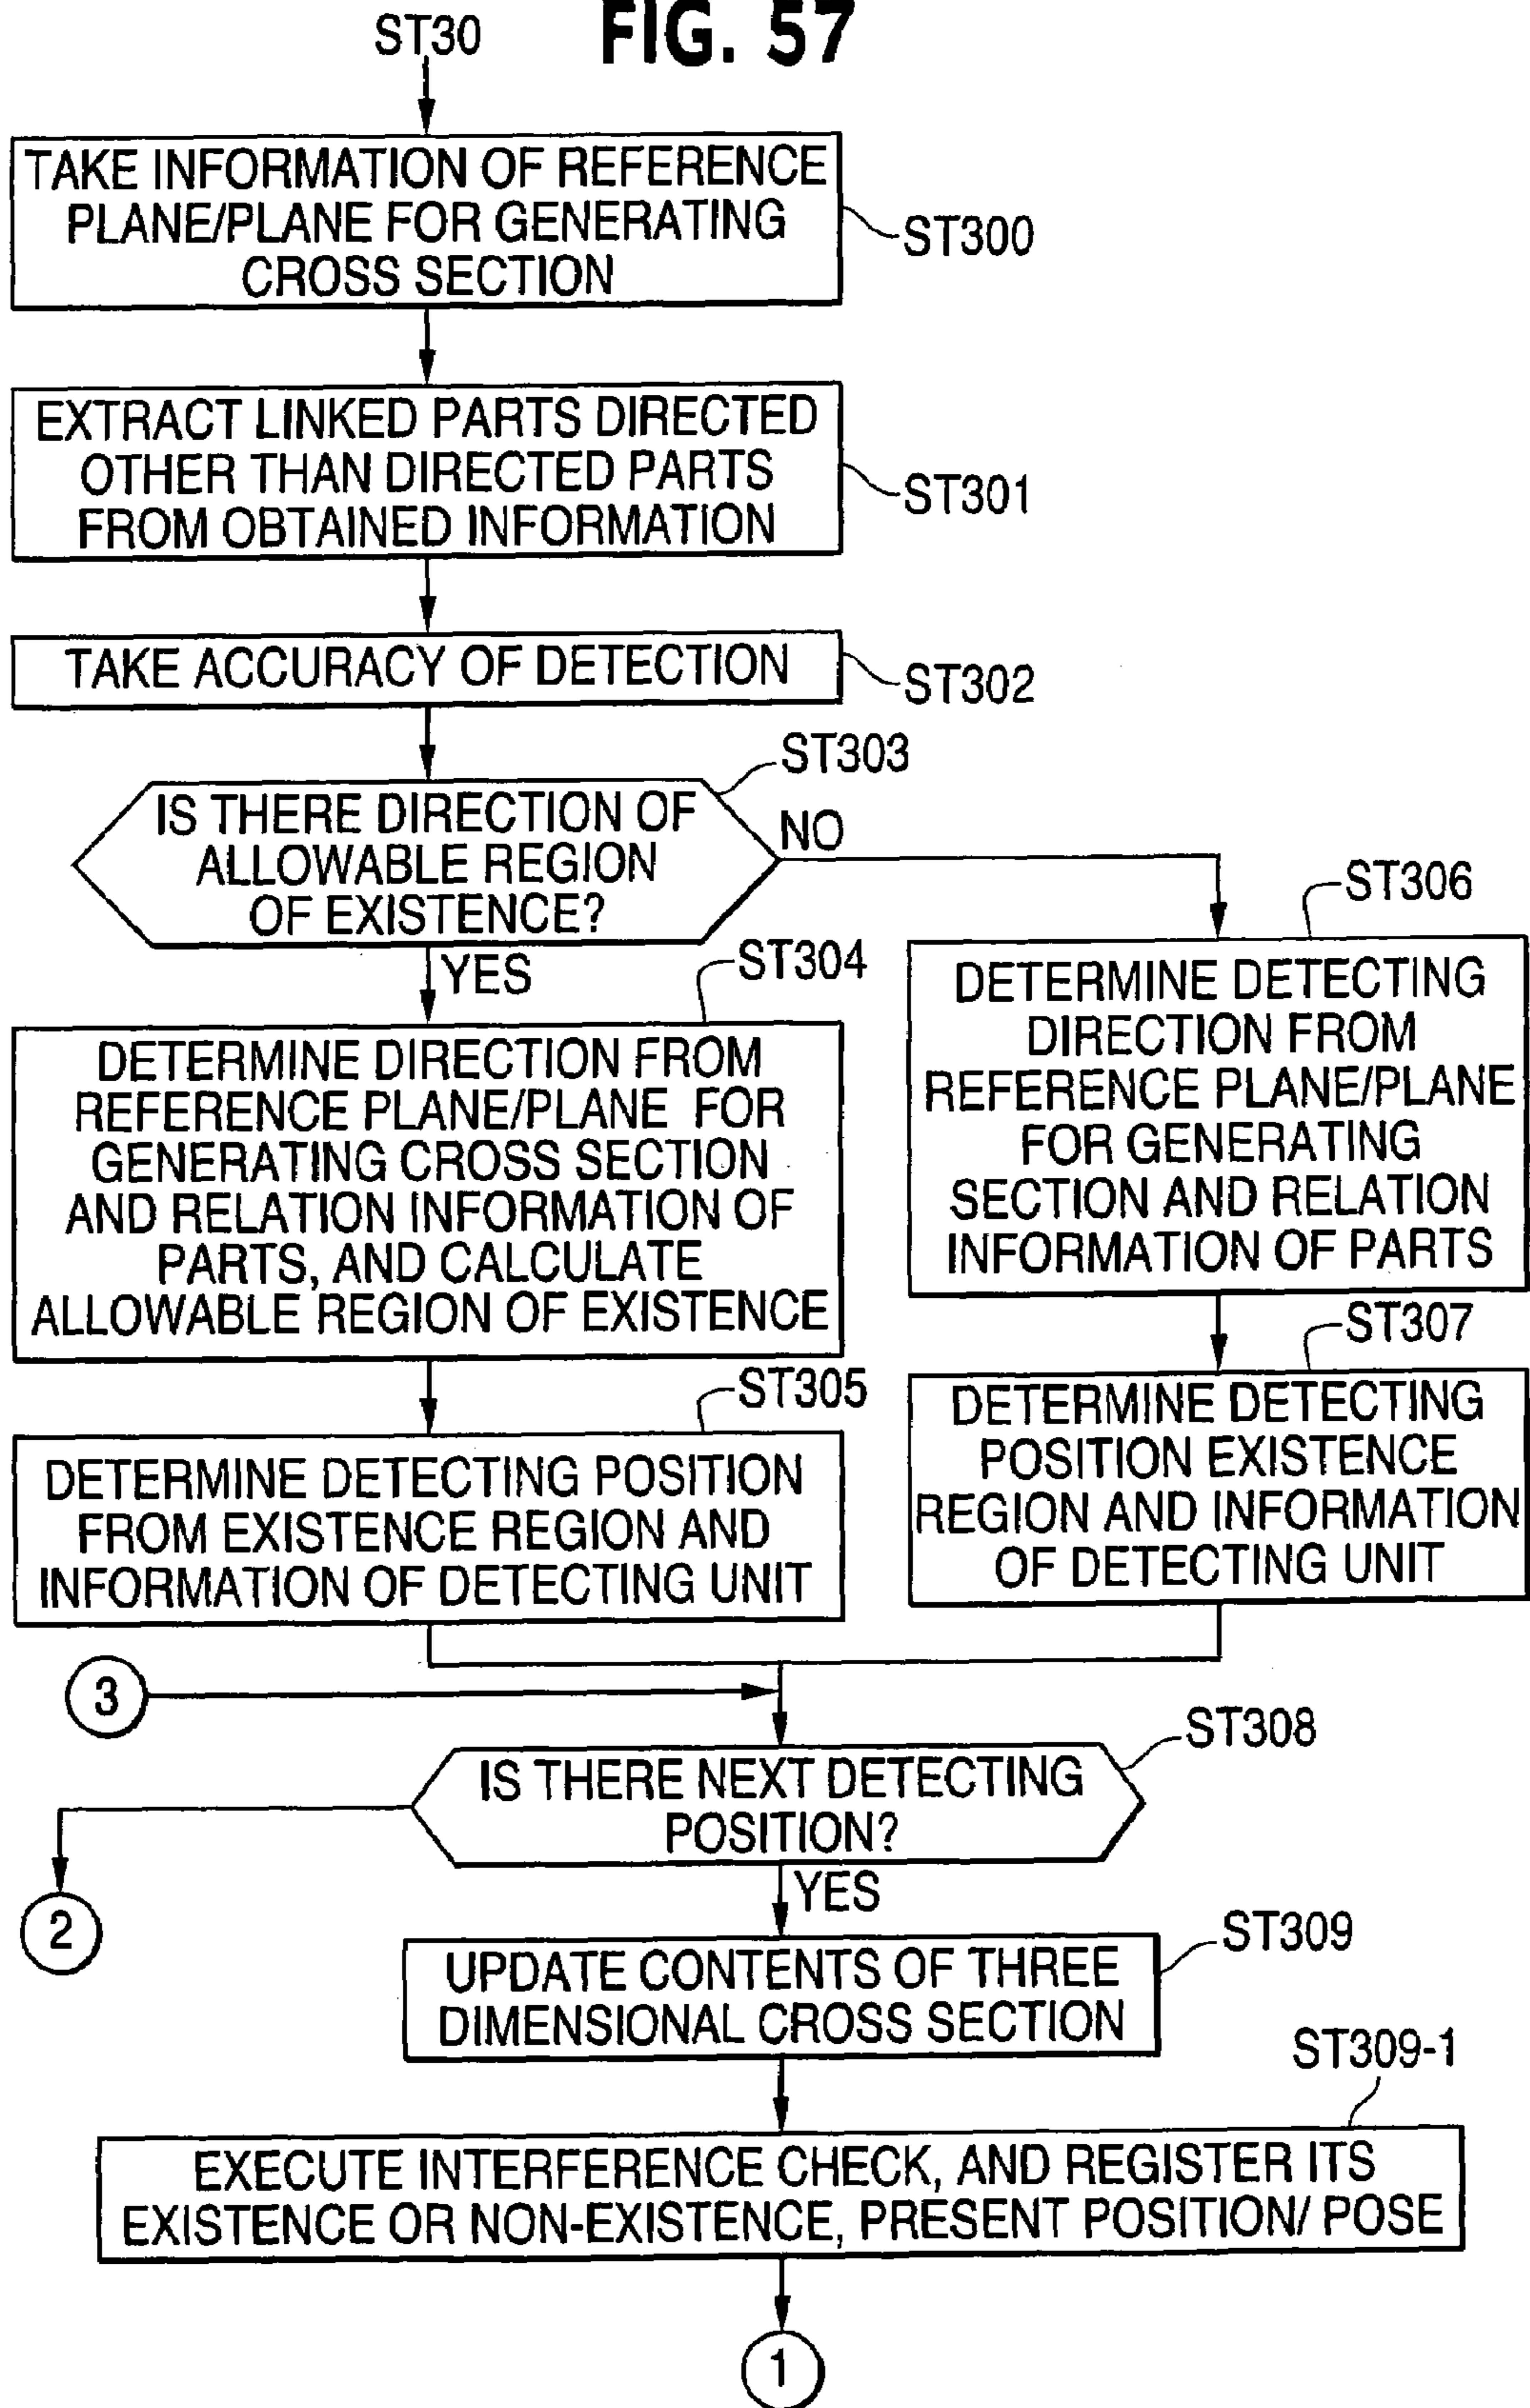 FIG. 57
ST30
TAKE INFORMATION OF REFERENCE
PLANE/PLANE FOR GENERATING
CROSS SECTION
ST300
EXTRACT LINKED PARTS DIRECTED
OTHER THAN DIRECTED PARTS
FROM OBTAINED INFORMATION
ST301
TAKE ACCURACY OF DETECTION
ST302
ST303
IS THERE DIRECTION OF
ALLOWABLE REGION
OF EXISTENCE?
NO
YES
ST304
DETERMINE DIRECTION FROM
REFERENCE PLANE/PLANE FOR
GENERATING CROSS SECTION
AND RELATION INFORMATION OF
PARTS, AND CALCULATE
ALLOWABLE REGION OF EXISTENCE
ST305
DETERMINE DETECTING POSITION
FROM EXISTENCE REGION AND
INFORMATION OF DETECTING UNIT
ST306
DETERMINE DETECTING
DIRECTION FROM
REFERENCE PLANE/PLANE
FOR GENERATING
SECTION AND RELATION
INFORMATION OF PARTS
ST307
DETERMINE DETECTING
POSITION EXISTENCE
REGION AND INFORMATION
OF DETECTING UNIT
3
ST308
IS THERE NEXT DETECTING
POSITION?
2
YES
ST309
UPDATE CONTENTS OF THREE
DIMENSIONAL CROSS SECTION
ST309-1
EXECUTE INTERFERENCE CHECK, AND REGISTER ITS
EXISTENCE OR NON-EXISTENCE, PRESENT POSITION/ POSE
1